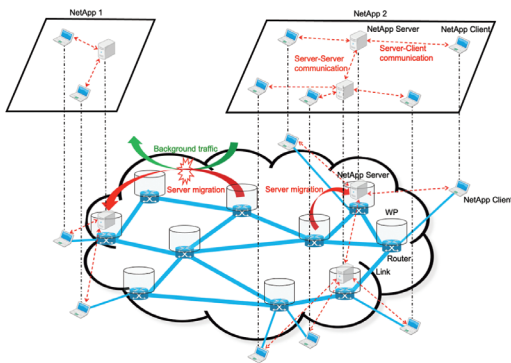 NetApp 1
NetApp 2
NetApp Server
NetApp Client
Server-Server
communication
Server-Client
communication
Background traffic
Server migration
Server migration
NetApp Server
NetApp Client
WP
Router
Link